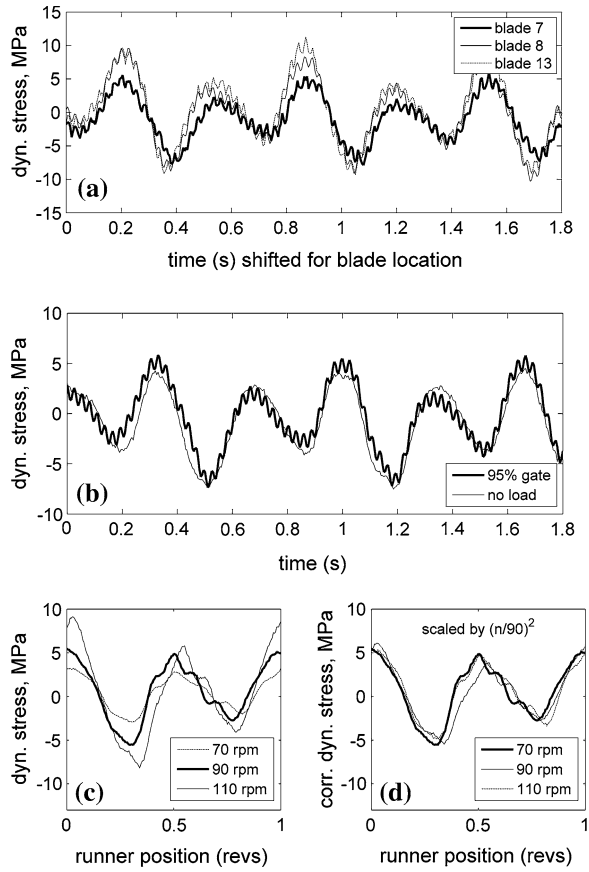 15
10
5
0
-5
-10
-15
dyn. stress, MPa
blade 7
blade 8
blade 13
(a)
0 0.2 0.4 0.6 0.8 1 1.2 1.4 1.6 1.8
time (s) shifted for blade location
10
5
0
-5
-10
dyn. stress, MPa
95% gate
no load
(b)
0 0.2 0.4 0.6 0.8 1 1.2 1.4 1.6 1.8
time (s)
10
5
0
-5
-10
dyn. stress, MPa
70 rpm
90 rpm
110 rpm
(c)
0 0.5 1
runner position (revs)
10
5
0
-5
-10
corr. dyn. stress, MPa
scaled by (n/90)²
70 rpm
90 rpm
110 rpm
(d)
0 0.5 1
runner position (revs)